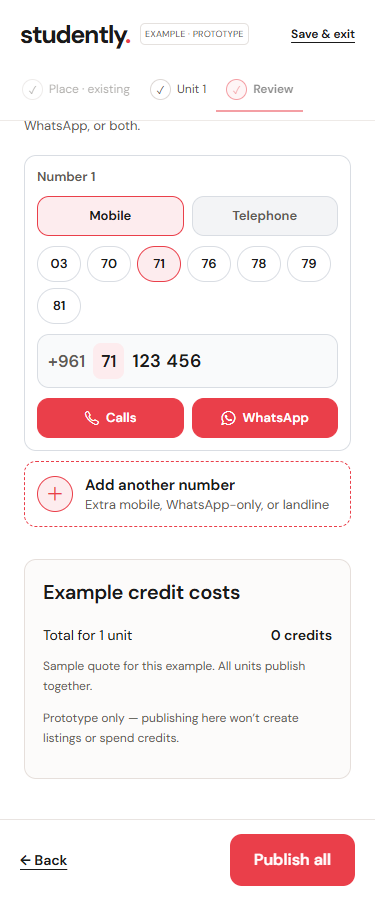 studently.
EXAMPLE · PROTOTYPE
Save & exit
Place · existing
Unit 1
Review
WhatsApp, or both.
Number 1
Mobile
Telephone
03
70
71
76
78
79
81
+961 71 123 456
Calls
WhatsApp
Add another number
Extra mobile, WhatsApp-only, or landline
Example credit costs
Total for 1 unit
0 credits
Sample quote for this example. All units publish
together.
Prototype only — publishing here won’t create
listings or spend credits.
← Back
Publish all